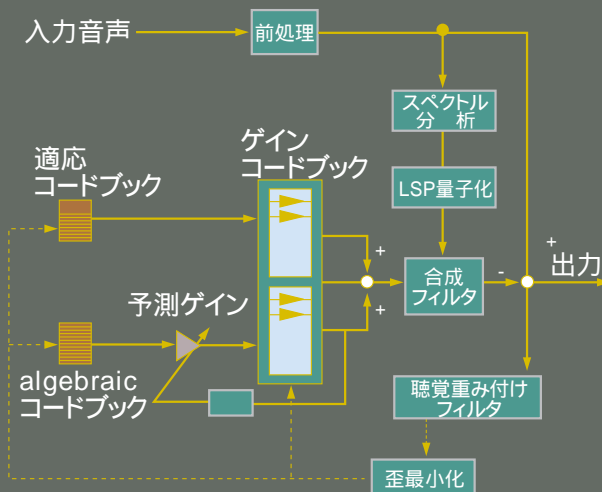 入力音声
前処理
スペクトル
分 析
ゲイン
コードブック
適応
コードブック
LSP量子化
+
+
合成
フィルタ
-
+
出力
予測ゲイン
+
algebraic
コードブック
聴覚重み付け
フィルタ
歪最小化